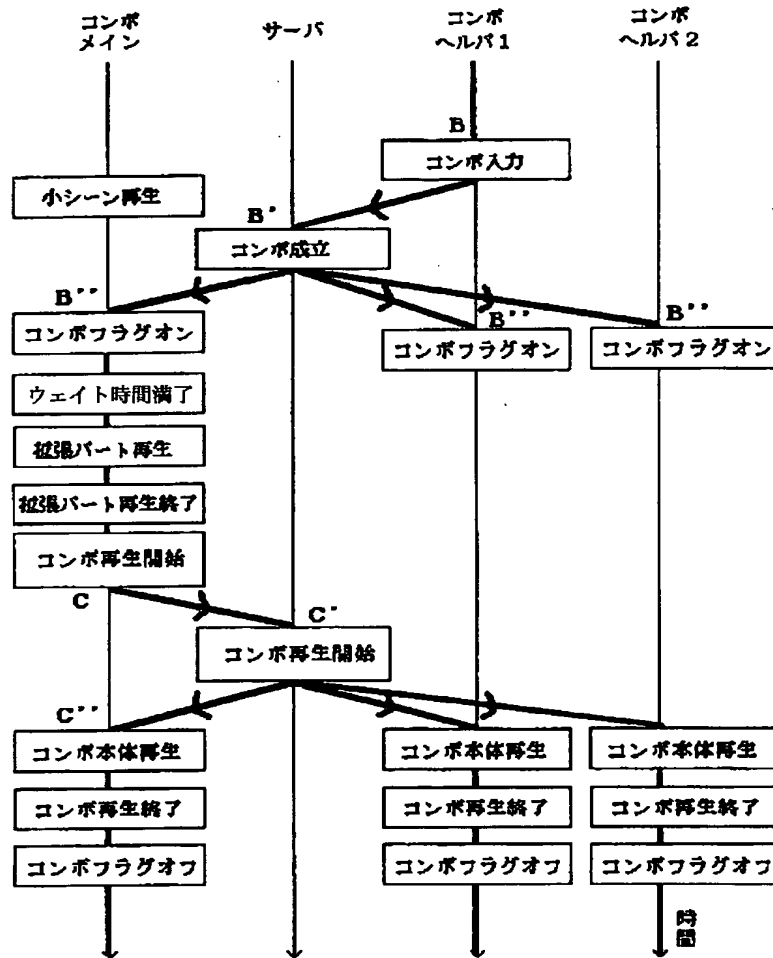 コンボ
メイン
サーバ
コンボ
ヘルパ1
コンボ
ヘルパ2
B
コンボ入力
小シーン再生
B'
コンボ成立
B''
コンボフラグオン
B''
コンボフラグオン
B''
コンボフラグオン
ウェイト時間満了
拡張パート再生
拡張パート再生終了
コンボ再生開始
C
C'
コンボ再生開始
C''
コンボ本体再生
コンボ本体再生
コンボ本体再生
コンボ再生終了
コンボ再生終了
コンボ再生終了
コンボフラグオフ
コンボフラグオフ
コンボフラグオフ
時間